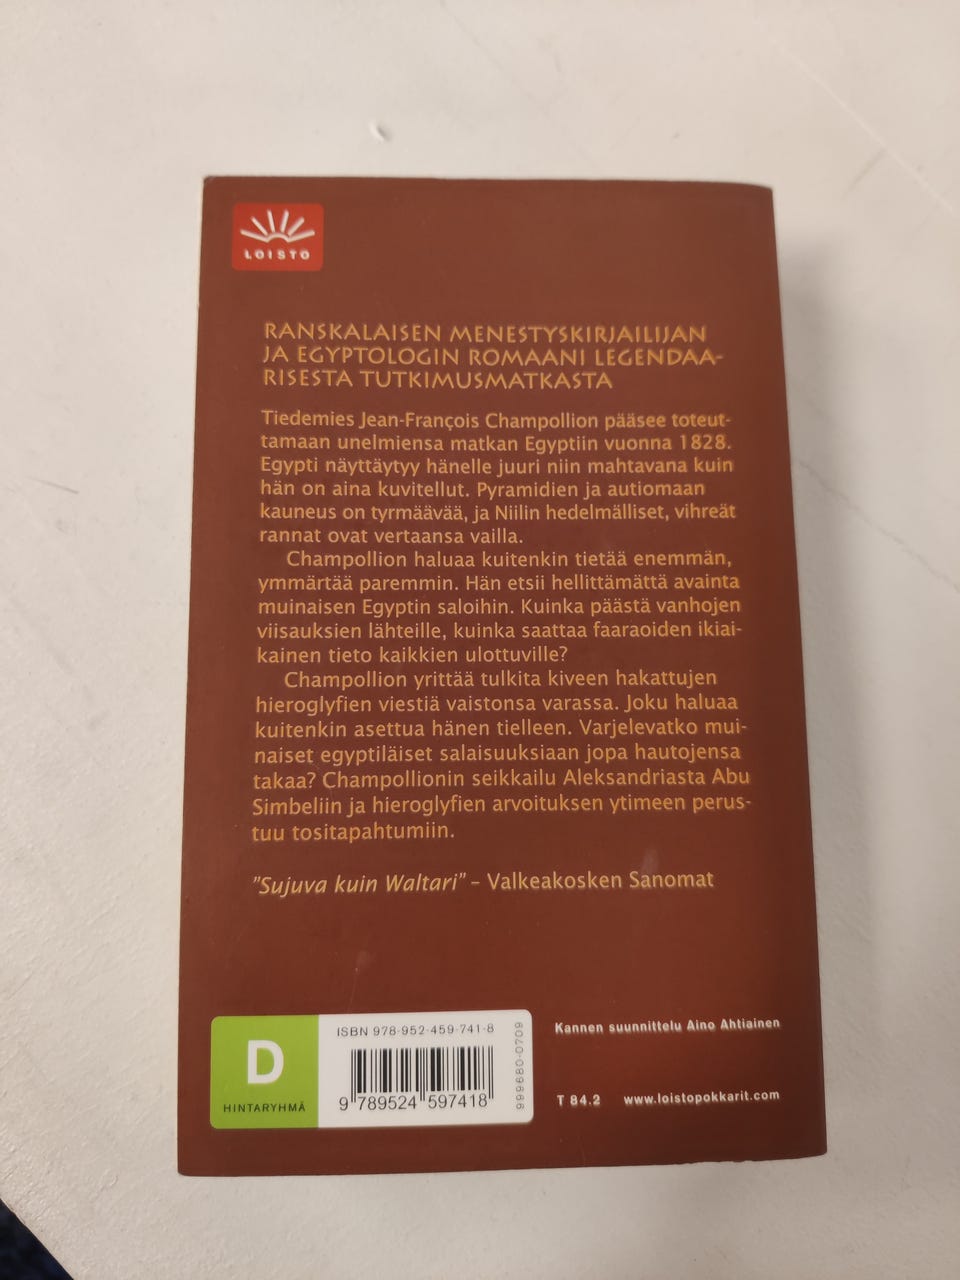 LOISTO
RANSKALAISEN MENESTYSKIRJAILIJAN
JA EGYPTOLOGIN ROMAANI LEGENDAA-
RISESTA TUTKIMUSMATKASTA
Tiedemies Jean-François Champollion pääsee toteut-
tamaan unelmiensa matkan Egyptiin vuonna 1828.
Egypti näyttäytyy hänelle juuri niin mahtavana kuin
hän on aina kuvitellut. Pyramidien ja autiomaan
kauneus on tyrmäävää, ja Niilin hedelmälliset, vihreät
rannat ovat vertaansa vailla.
Champollion haluaa kuitenkin tietää enemmän,
ymmärtää paremmin. Hän etsii hellittämättä avainta
muinaisen Egyptin saloihin. Kuinka päästä vanhojen
viisauksien lähteille, kuinka saattaa faaraoiden ikiai-
kainen tieto kaikkien ulottuville?
Champollion yrittää tulkita kiveen hakattujen
hieroglyfien viestiä vaistonsa varassa. Joku haluaa
kuitenkin asettua hänen tielleen. Varjelevatko mui-
naiset egyptiläiset salaisuuksiaan jopa hautojensa
takaa? Champollionin seikkailu Aleksandriasta Abu
Simbeliin ja hieroglyfien arvoituksen ytimeen perus-
tuu tositapahtumiin.
"Sujuva kuin Waltari" – Valkeakosken Sanomat
D
HINTARYHMÄ
ISBN 978-952-459-741-8
9 789524 597418
999680-0709
Kannen suunnittelu Aino Ahtiainen
T 84.2 www.loistopokkarit.com